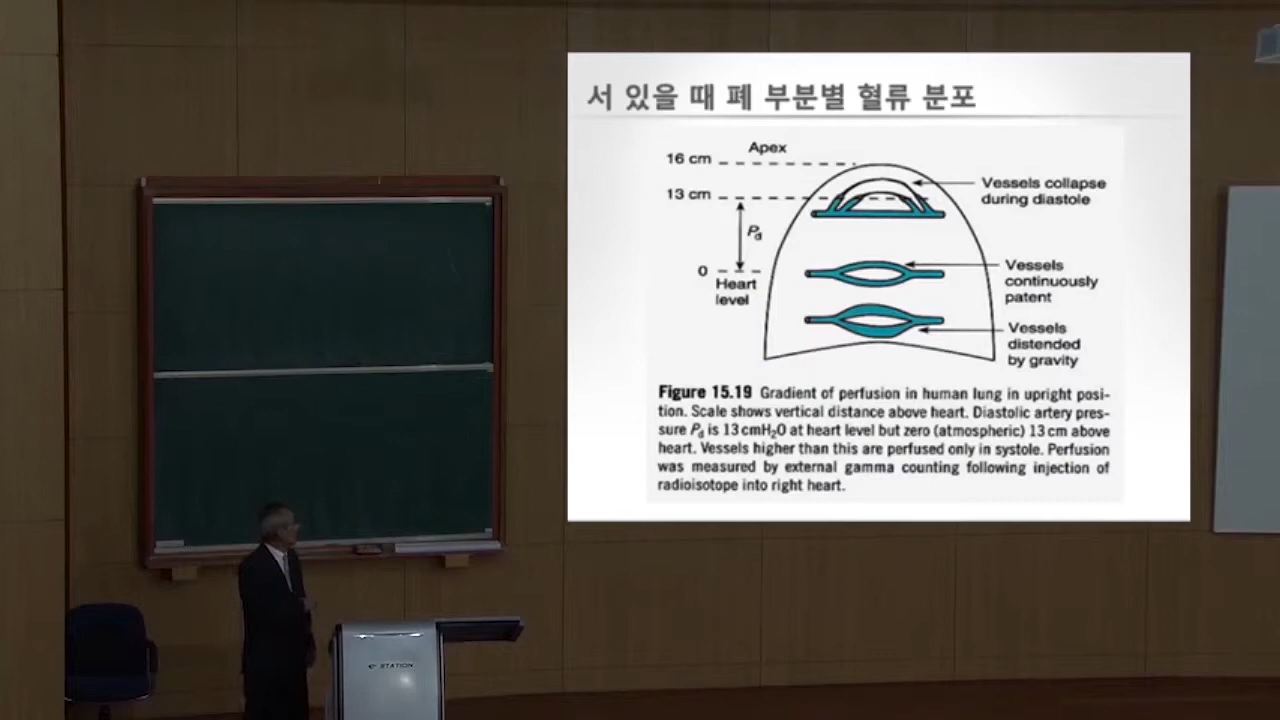 서 있을 때 폐 부분별 혈류 분포
Apex
16 cm
13 cm
Vessels collapse
during diastole
Pd
0
Heart
level
Vessels
continuously
patent
Vessels
distended
by gravity
Figure 15.19 Gradient of perfusion in human lung in upright posi-
tion. Scale shows vertical distance above heart. Diastolic artery pres-
sure Pd is 13 cmH2O at heart level but zero (atmospheric) 13 cm above
heart. Vessels higher than this are perfused only in systole. Perfusion
was measured by external gamma counting following injection of
radioisotope into right heart.
STATION